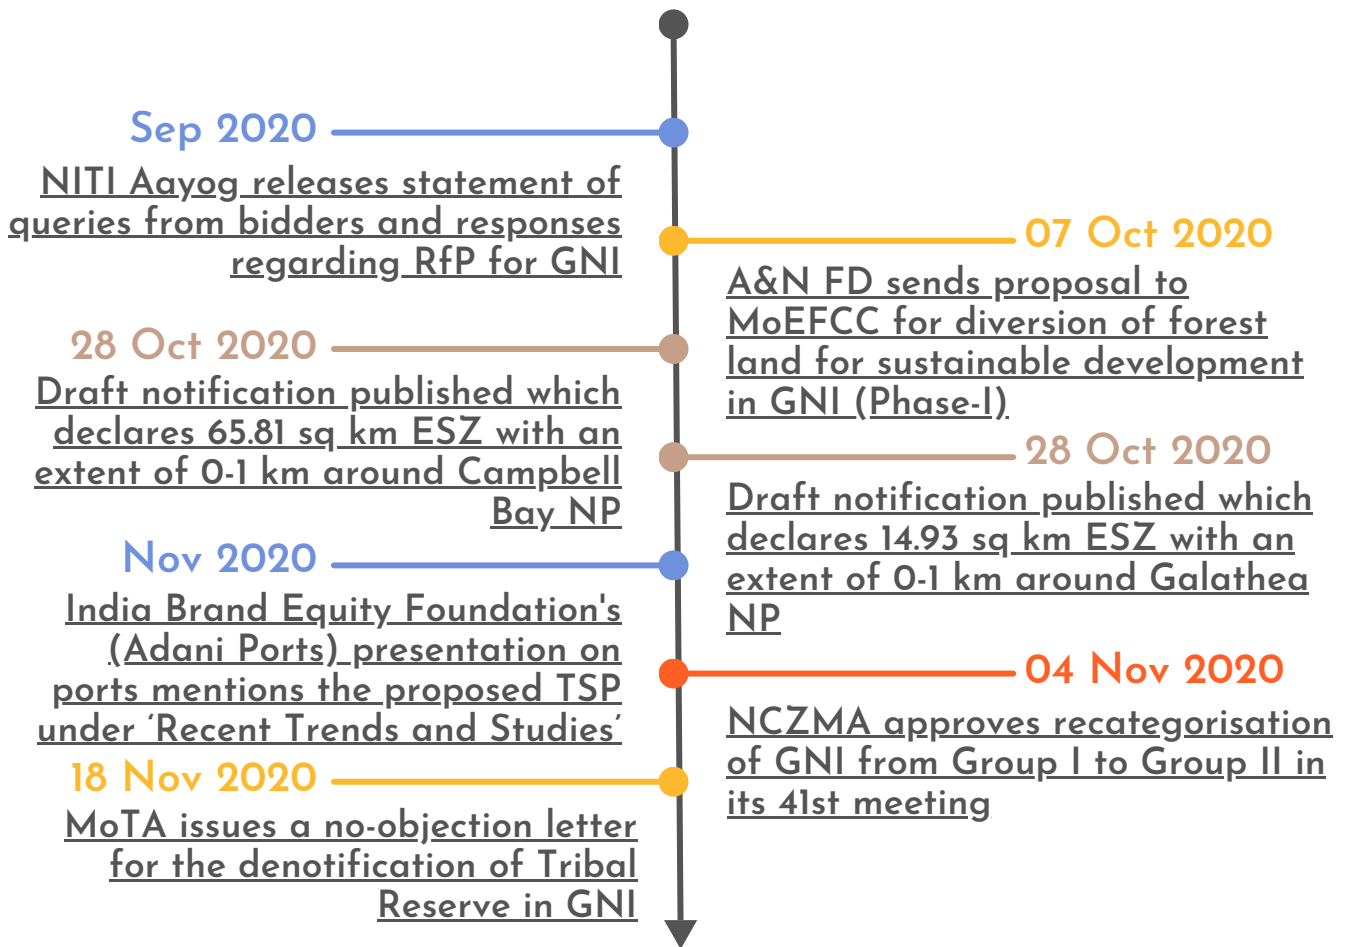 Sep 2020
NITI Aayog releases statement of
queries from bidders and responses
regarding RfP for GNI
07 Oct 2020
A&N FD sends proposal to
MoEFCC for diversion of forest
land for sustainable development
in GNI (Phase-I)
28 Oct 2020
Draft notification published which
declares 65.81 sq km ESZ with an
extent of 0-1 km around Campbell
Bay NP
28 Oct 2020
Draft notification published which
declares 14.93 sq km ESZ with an
extent of 0-1 km around Galathea
NP
Nov 2020
India Brand Equity Foundation's
(Adani Ports) presentation on
ports mentions the proposed TSP
under ‘Recent Trends and Studies’
04 Nov 2020
NCZMA approves recategorisation
of GNI from Group I to Group II in
its 41st meeting
18 Nov 2020
MoTA issues a no-objection letter
for the denotification of Tribal
Reserve in GNI